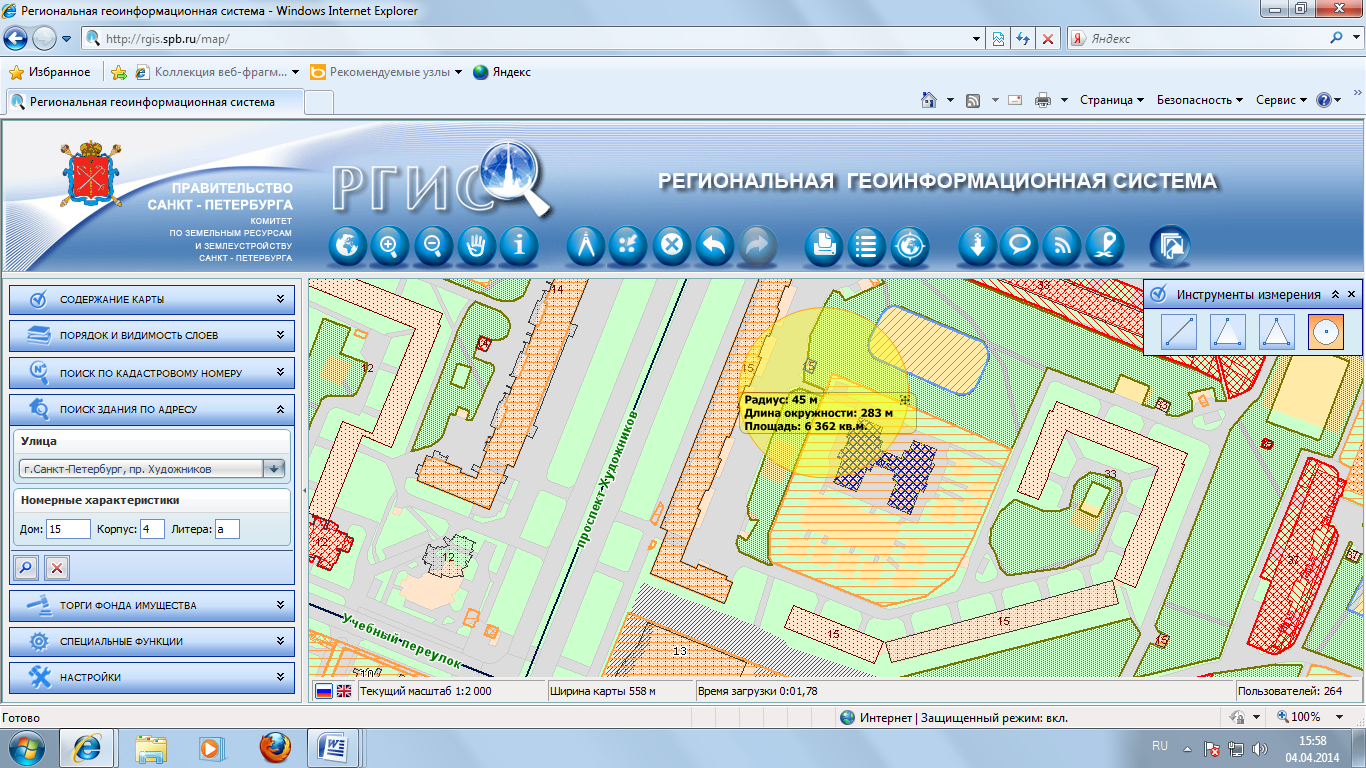 Региональная геоинформационная система - Windows Internet Explorer
http://rgis.spb.ru/map/
Яндекс
Избранное
Коллекция веб-фрагм...
Рекомендуемые узлы
Яндекс
Региональная геоинформационная система
Страница
Безопасность
Сервис
ПРАВИТЕЛЬСТВО
САНКТ - ПЕТЕРБУРГА
КОМИТЕТ
ПО ЗЕМЕЛЬНЫМ РЕСУРСАМ
И ЗЕМЛЕУСТРОЙСТВУ
САНКТ - ПЕТЕРБУРГА
РГИС
РЕГИОНАЛЬНАЯ ГЕОИНФОРМАЦИОННАЯ СИСТЕМА
СОДЕРЖАНИЕ КАРТЫ
ПОРЯДОК И ВИДИМОСТЬ СЛОЕВ
ПОИСК ПО КАДАСТРОВОМУ НОМЕРУ
ПОИСК ЗДАНИЯ ПО АДРЕСУ
Улица
г.Санкт-Петербург, пр. Художников
Номерные характеристики
Дом: 15 Корпус: 4 Литера: а
ТОРГИ ФОНДА ИМУЩЕСТВА
СПЕЦИАЛЬНЫЕ ФУНКЦИИ
НАСТРОЙКИ
Инструменты измерения
14
33
12
15
Радиус: 45 м
Длина окружности: 283 м
Площадь: 6 362 кв.м.
проспект Художников
33
12
Учебный переулок
13
15
15
15
Текущий масштаб 1:2 000
Ширина карты 558 м
Время загрузки 0:01,78
Пользователей: 264
Готово
Интернет | Защищенный режим: вкл.
100%
RU
15:58
04.04.2014